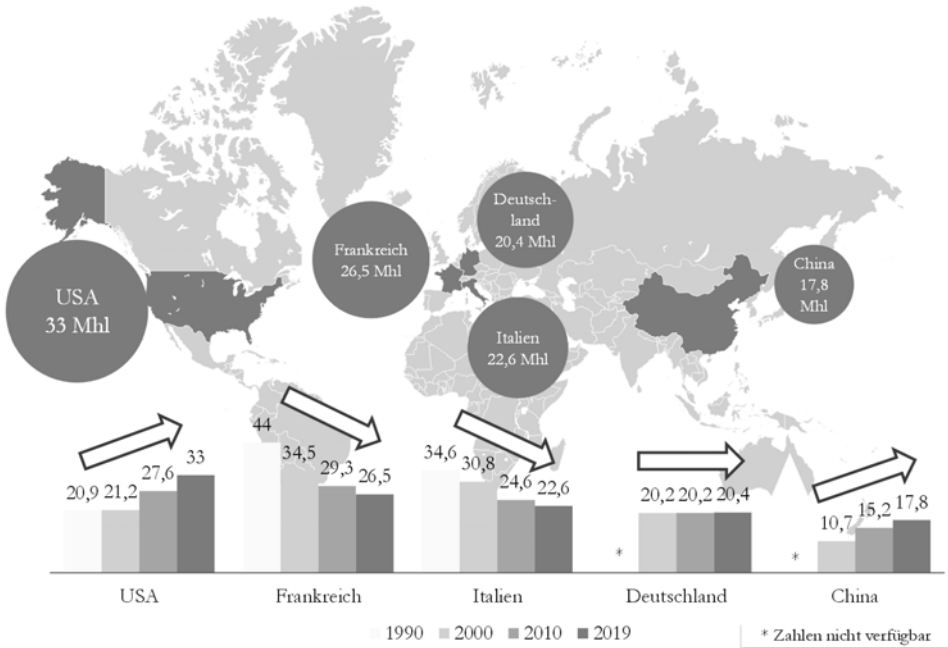 Deutsch-
land
20,4 Mhl
Frankreich
26,5 Mhl
China
17,8
Mhl
USA
33 Mhl
Italien
22,6 Mhl
20,9 21,2 27,6 33
44 34,5 29,3 26,5
34,6 30,8 24,6 22,6
* 20,2 20,2 20,4
* 10,7 15,2 17,8
USA Frankreich Italien Deutschland China
1990 2000 2010 2019
* Zahlen nicht verfügbar